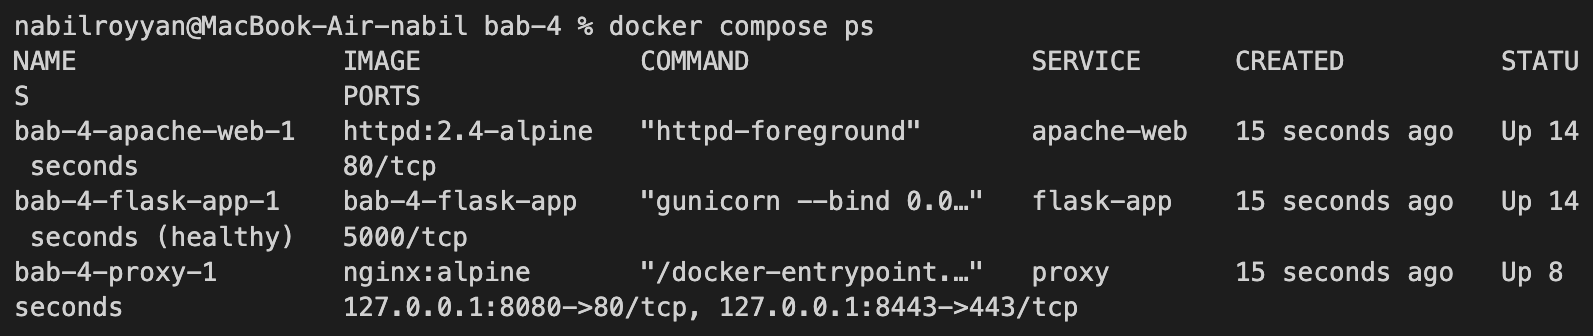 nabilroyyan@MacBook-Air-nabil bab-4 % docker compose ps
NAME                 IMAGE              COMMAND                  SERVICE      CREATED          STATU
S                    PORTS
bab-4-apache-web-1   httpd:2.4-alpine   "httpd-foreground"       apache-web   15 seconds ago   Up 14
 seconds             80/tcp
bab-4-flask-app-1    bab-4-flask-app    "gunicorn --bind 0.0…"   flask-app    15 seconds ago   Up 14
 seconds (healthy)   5000/tcp
bab-4-proxy-1        nginx:alpine       "/docker-entrypoint.…"   proxy        15 seconds ago   Up 8
seconds              127.0.0.1:8080->80/tcp, 127.0.0.1:8443->443/tcp